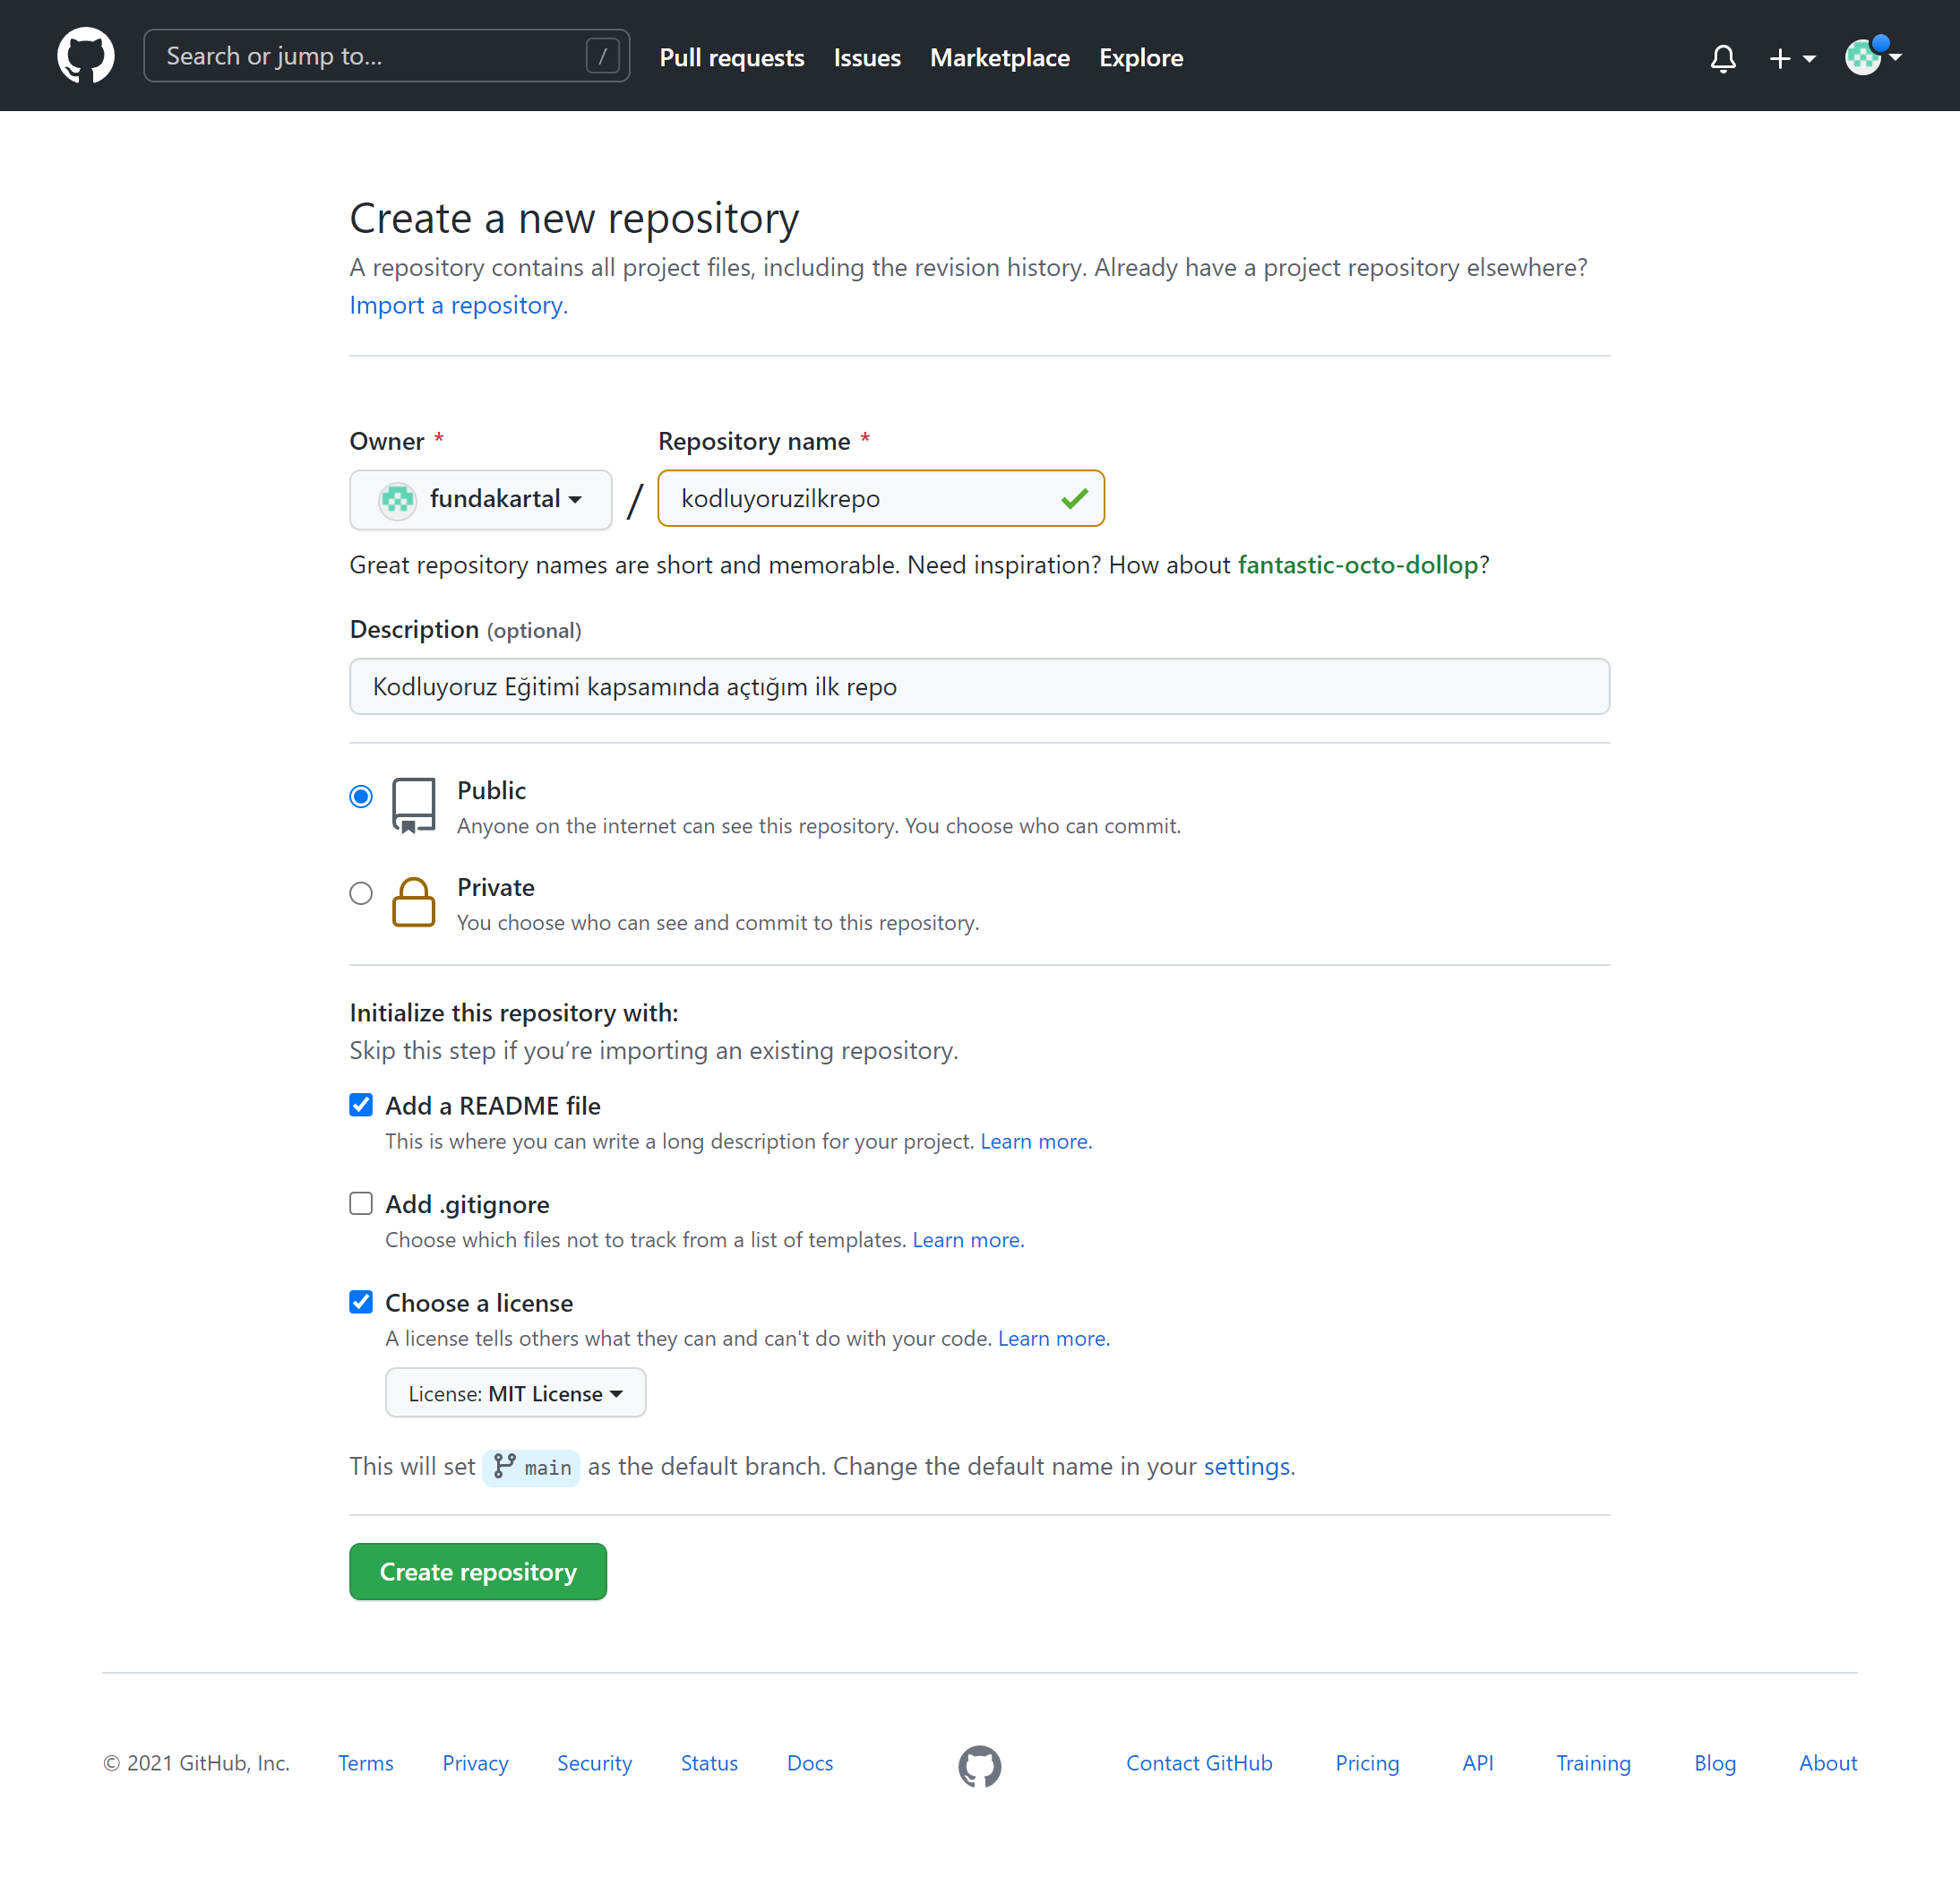 Search or jump to... /
Pull requests Issues Marketplace Explore
Create a new repository
A repository contains all project files, including the revision history. Already have a project repository elsewhere?
Import a repository.
Owner * Repository name *
fundakartal / kodluyoruzilkrepo
Great repository names are short and memorable. Need inspiration? How about fantastic-octo-dollop?
Description (optional)
Kodluyoruz Eğitimi kapsamında açtığım ilk repo
Public
Anyone on the internet can see this repository. You choose who can commit.
Private
You choose who can see and commit to this repository.
Initialize this repository with:
Skip this step if you’re importing an existing repository.
Add a README file
This is where you can write a long description for your project. Learn more.
Add .gitignore
Choose which files not to track from a list of templates. Learn more.
Choose a license
A license tells others what they can and can't do with your code. Learn more.
License: MIT License
This will set main as the default branch. Change the default name in your settings.
Create repository
© 2021 GitHub, Inc. Terms Privacy Security Status Docs Contact GitHub Pricing API Training Blog About